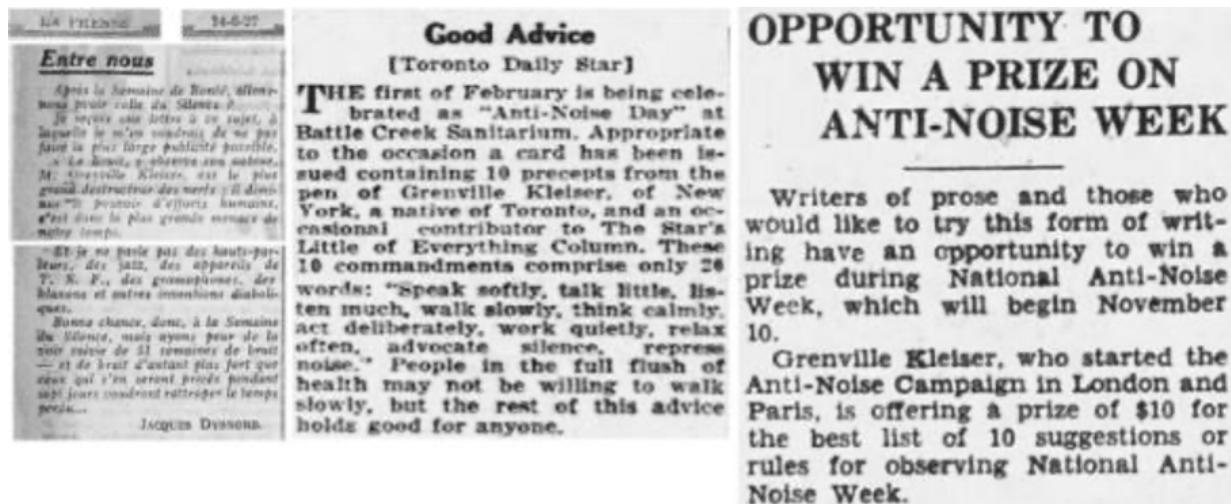 LA PRESSE
24-6-27
Entre nous
Après la Semaine de Bonté, allons-
nous avoir celle du Silence ?
Je reçois une lettre à ce sujet, à
laquelle je m'en voudrais de ne pas
faire la plus large publicité possible.
« Le Bruit, y observe son auteur,
M. Grenville Kleiser, est le plus
grand destructeur des nerfs ; il dimi-
nue le pouvoir d'efforts humains,
c'est donc la plus grande menace de
notre temps.
Et je ne parle pas des hauts-par-
leurs, des jazz, des appareils de
T. S. F., des gramophones, des
klaxons et autres inventions diaboli-
ques.
Bonne chance, donc, à la Semaine
du Silence, mais ayons peur de la
voir suivie de 51 semaines de bruit
— et de bruit d'autant plus fort que
ceux qui s'en seront privés pendant
sept jours voudront rattraper le temps
perdu...
JACQUES DYSSORD.
Good Advice
[Toronto Daily Star]
THE first of February is being cele-
brated as "Anti-Noise Day" at
Battle Creek Sanitarium. Appropriate
to the occasion a card has been is-
sued containing 10 precepts from the
pen of Grenville Kleiser, of New
York, a native of Toronto, and an oc-
casional contributor to The Star's
Little of Everything Column. These
10 commandments comprise only 20
words: "Speak softly, talk little, lis-
ten much, walk slowly, think calmly,
act deliberately, work quietly, relax
often, advocate silence, repress
noise." People in the full flush of
health may not be willing to walk
slowly, but the rest of this advice
holds good for anyone.
OPPORTUNITY TO
WIN A PRIZE ON
ANTI-NOISE WEEK
Writers of prose and those who
would like to try this form of writ-
ing have an opportunity to win a
prize during National Anti-Noise
Week, which will begin November
10.
Grenville Kleiser, who started the
Anti-Noise Campaign in London and
Paris, is offering a prize of $10 for
the best list of 10 suggestions or
rules for observing National Anti-
Noise Week.